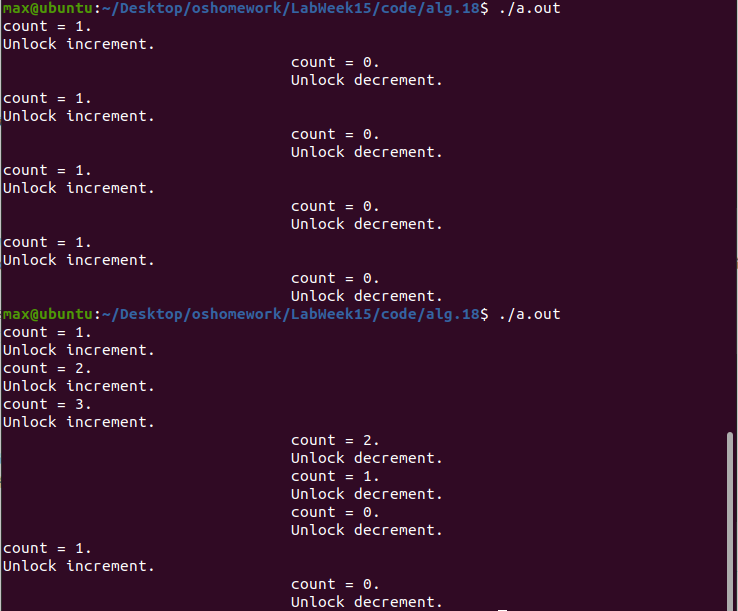 max@ubuntu:~/Desktop/oshomework/LabWeek15/code/alg.18$ ./a.out
count = 1.
Unlock increment.
count = 0.
Unlock decrement.
count = 1.
Unlock increment.
count = 0.
Unlock decrement.
count = 1.
Unlock increment.
count = 0.
Unlock decrement.
count = 1.
Unlock increment.
count = 0.
Unlock decrement.
max@ubuntu:~/Desktop/oshomework/LabWeek15/code/alg.18$ ./a.out
count = 1.
Unlock increment.
count = 2.
Unlock increment.
count = 3.
Unlock increment.
count = 2.
Unlock decrement.
count = 1.
Unlock decrement.
count = 0.
Unlock decrement.
count = 1.
Unlock increment.
count = 0.
Unlock decrement.